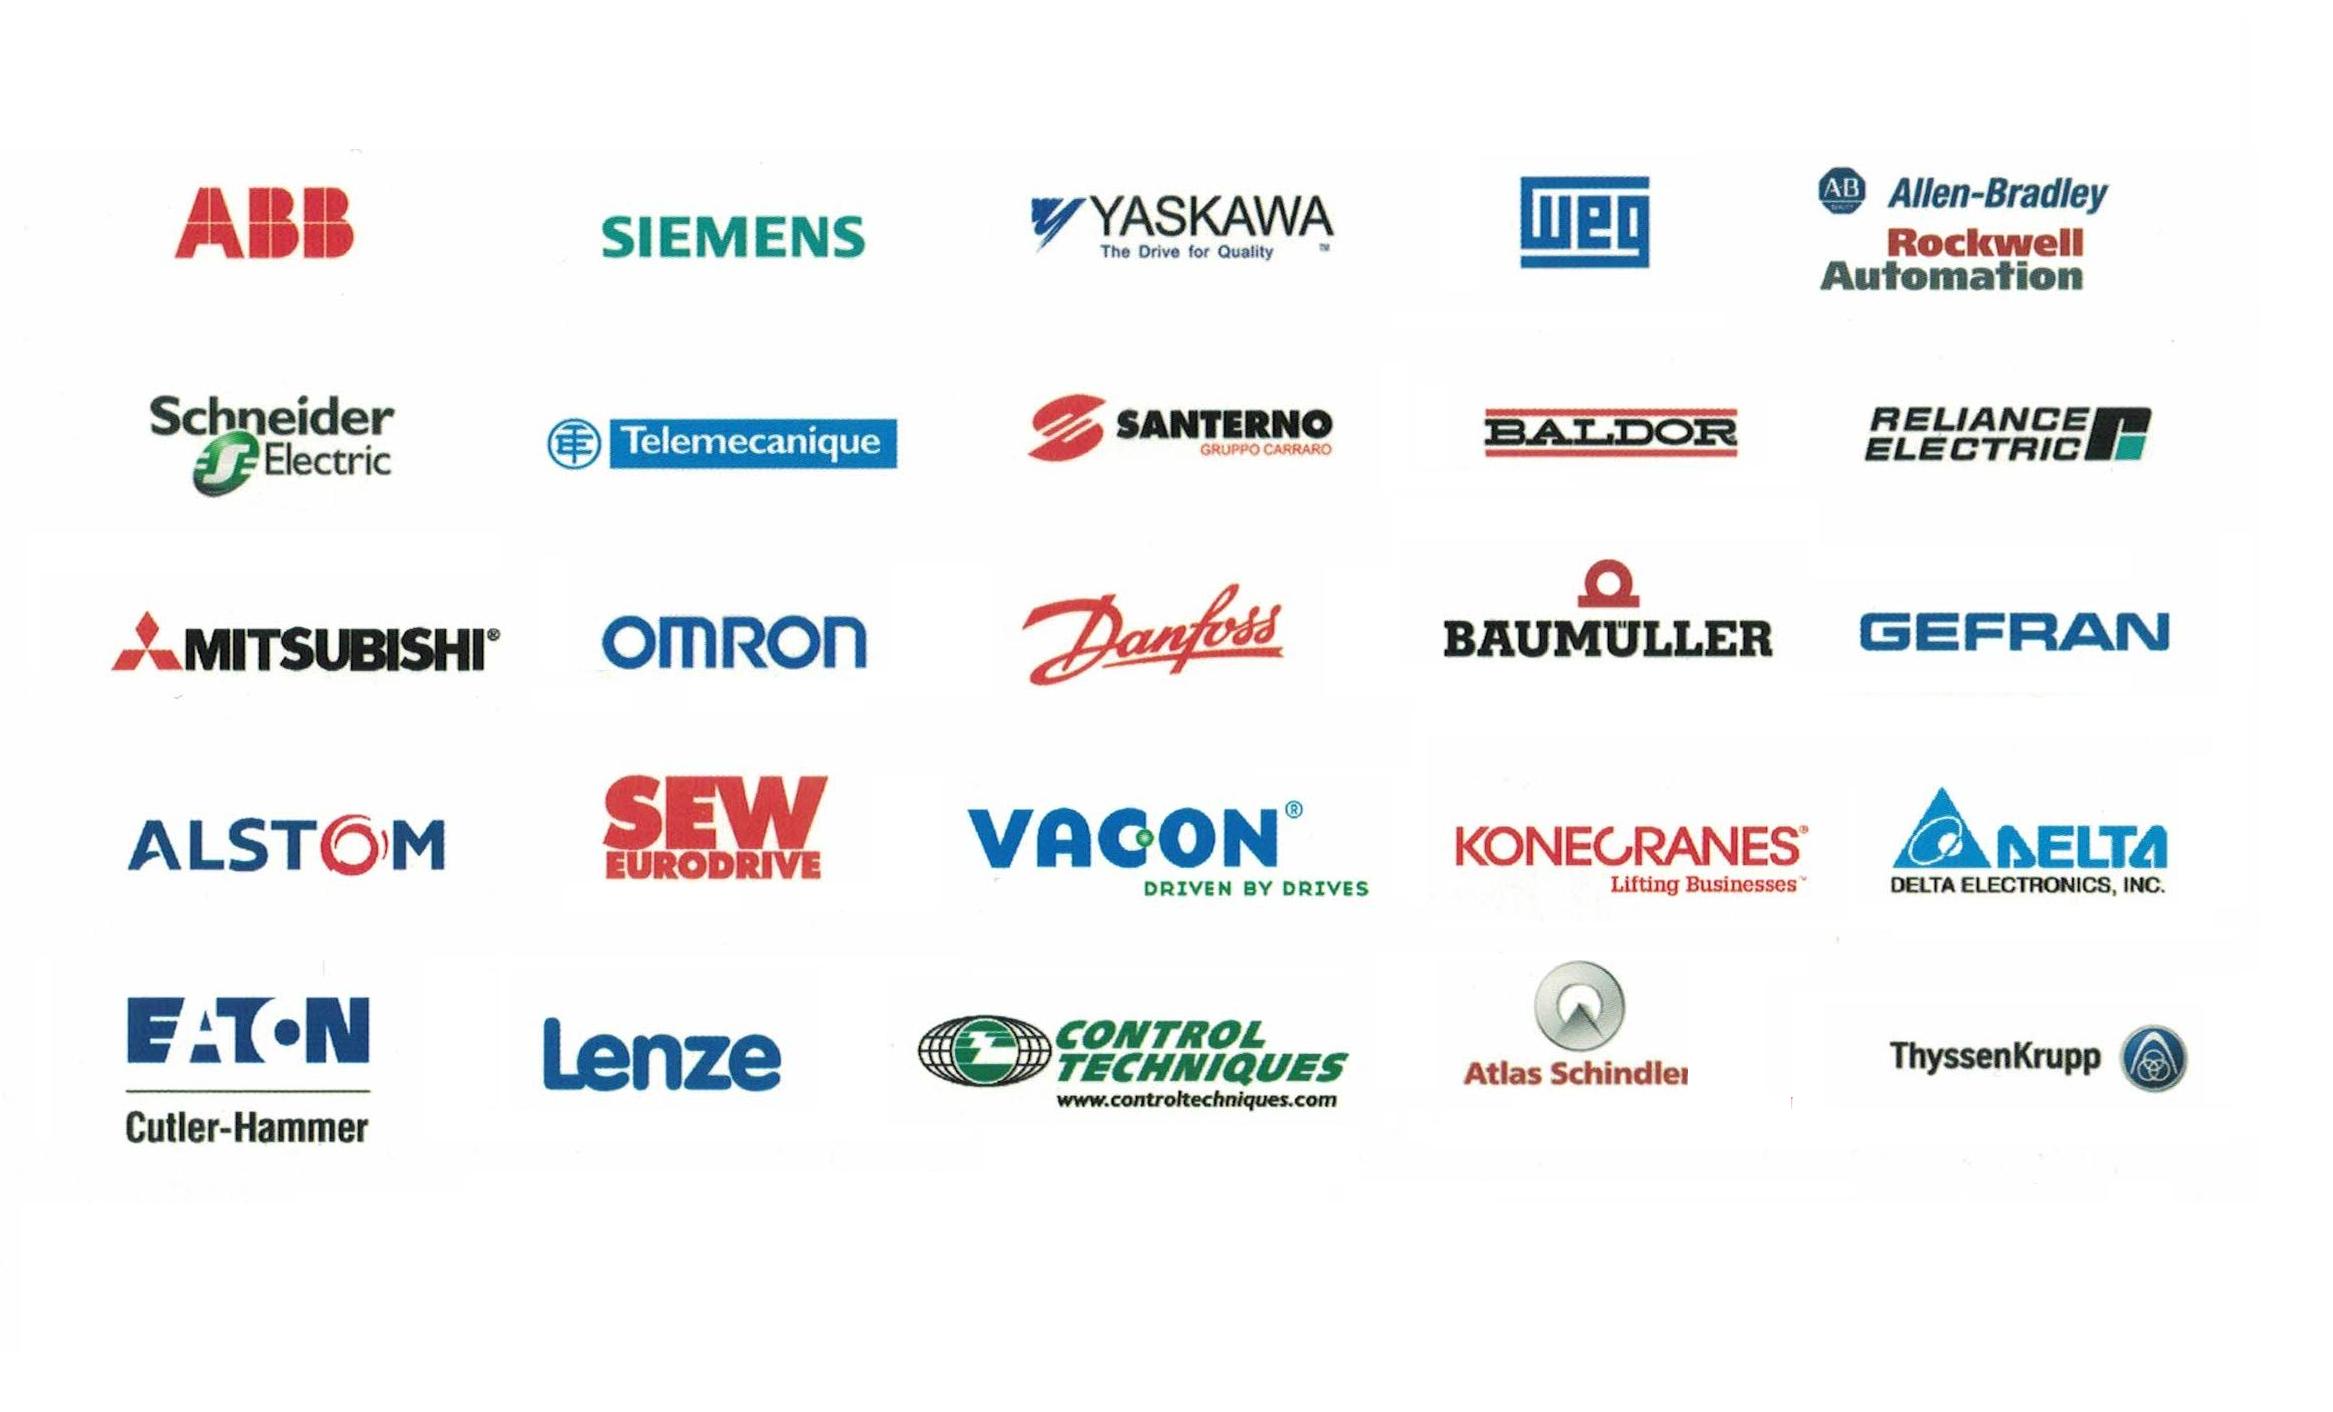 ABB
SIEMENS
YASKAWA
The Drive for Quality
TM
weg
AB
Allen-Bradley
Rockwell
Automation
Schneider
Electric
Telemecanique
SANTERNO
GRUPPO CARRARO
BALDOR
RELIANCE
ELECTRIC
MITSUBISHI®
OMRON
Danfoss
BAUMÜLLER
GEFRAN
ALSTOM
SEW
EURODRIVE
VACON®
DRIVEN BY DRIVES
KONECRANES®
Lifting Businesses™
DELTA
DELTA ELECTRONICS, INC.
EATON
Cutler-Hammer
Lenze
CONTROL
TECHNIQUES
www.controltechniques.com
Atlas Schindler
ThyssenKrupp